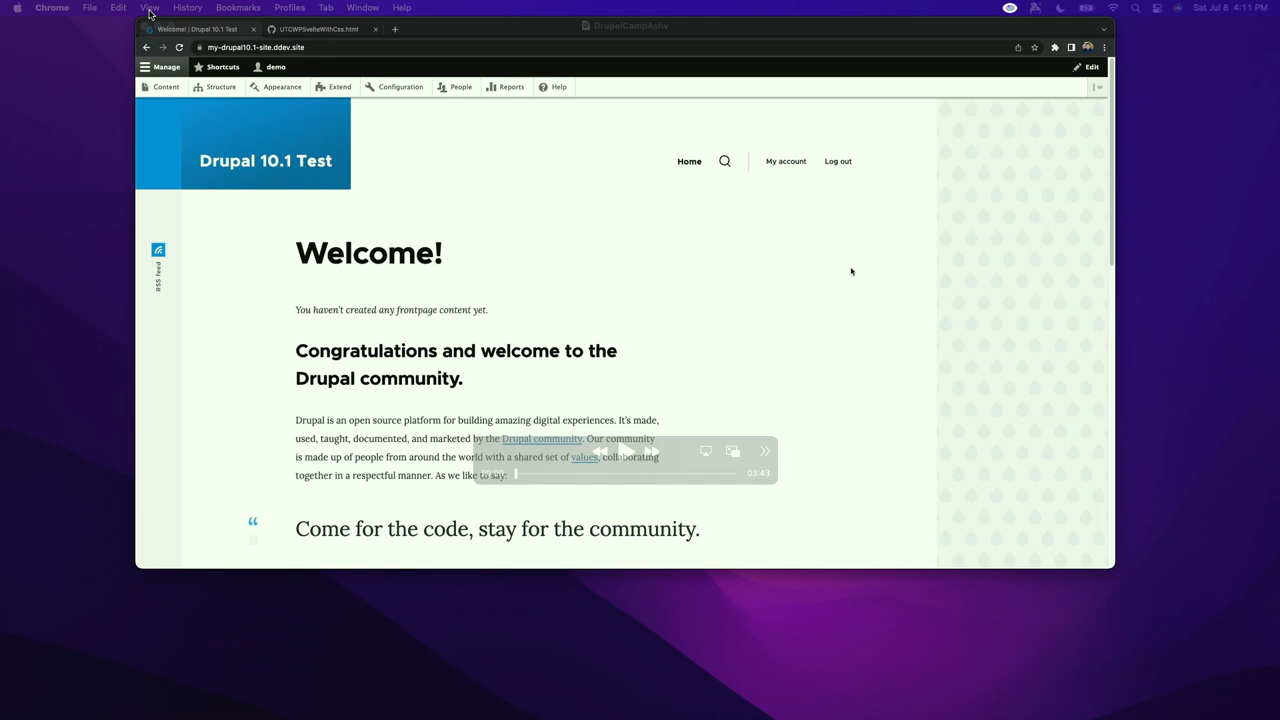 Chrome File Edit View History Bookmarks Profiles Tab Window Help Sat Jul 8 4:11 PM
DrupalCampAshv
Welcome! | Drupal 10.1 Test UTCWPSvelteWithCss.html
my-drupal10.1-site.ddev.site
Manage Shortcuts demo Edit
Content Structure Appearance Extend Configuration People Reports Help
Drupal 10.1 Test
Home My account Log out
RSS feed
Welcome!
You haven't created any frontpage content yet.
Congratulations and welcome to the
Drupal community.
Drupal is an open source platform for building amazing digital experiences. It's made,
used, taught, documented, and marketed by the Drupal community. Our community
is made up of people from around the world with a shared set of values, collaborating
together in a respectful manner. As we like to say:
00:00 03:43
“
Come for the code, stay for the community.